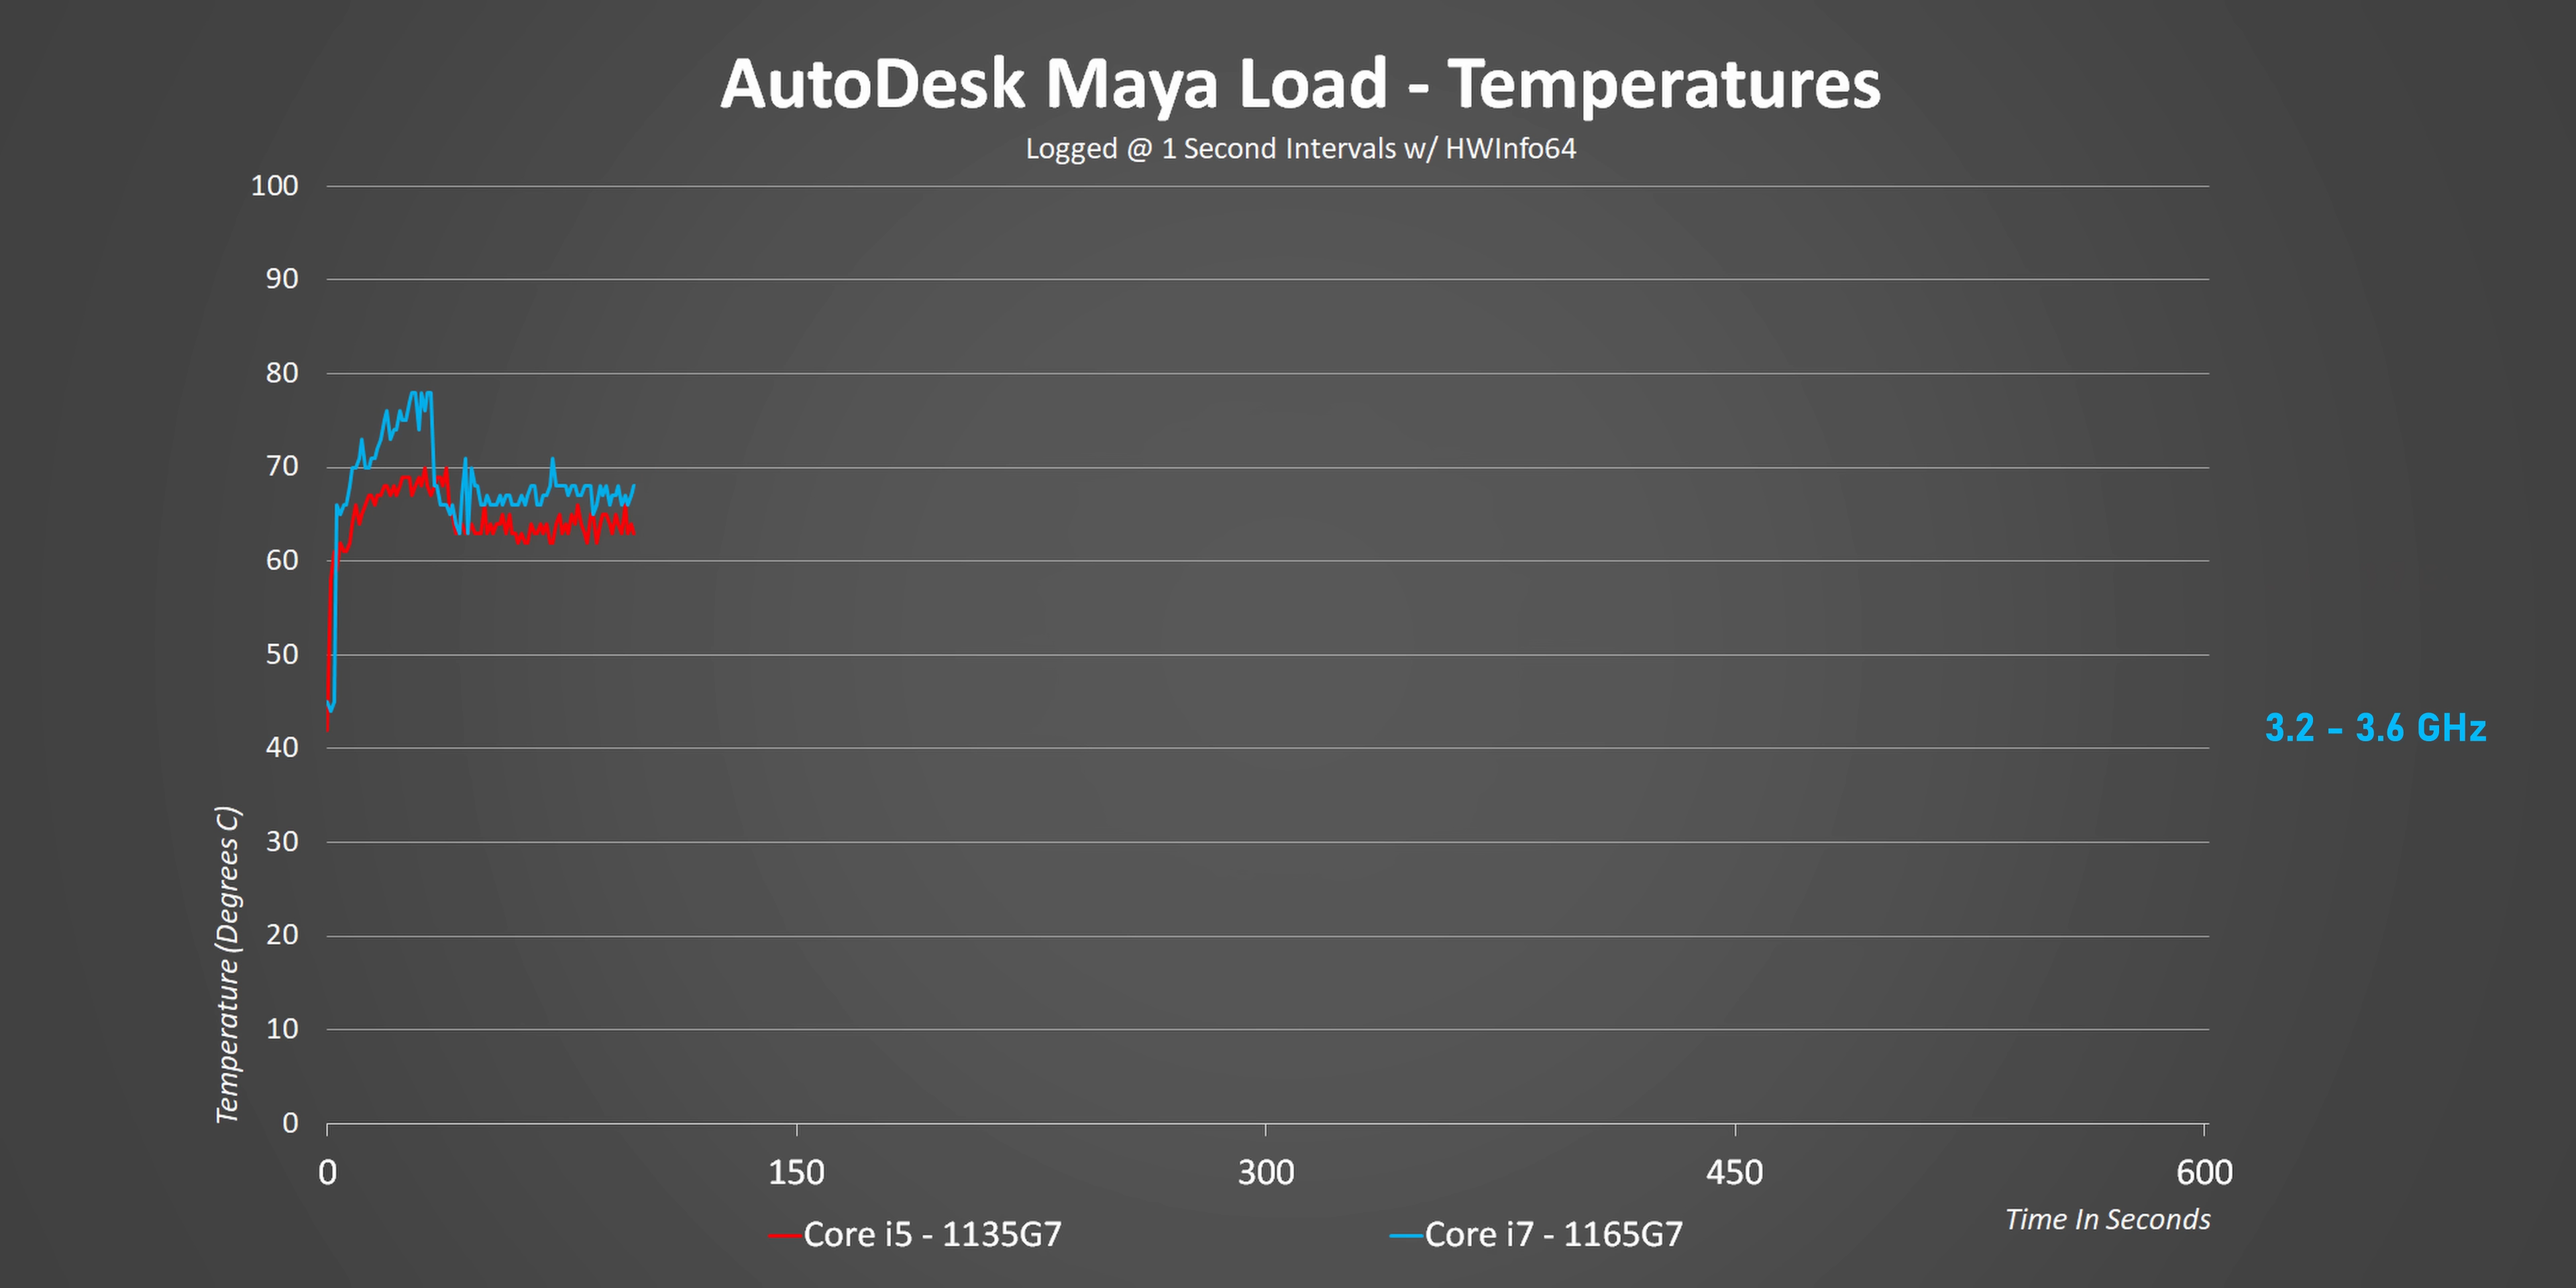 AutoDesk Maya Load - Temperatures
Logged @ 1 Second Intervals w/ HWInfo64
100
90
80
70
60
50
40
30
20
10
0
Temperature (Degrees C)
3.2 - 3.6 GHz
0 150 300 450 600
Time In Seconds
Core i5 - 1135G7 Core i7 - 1165G7